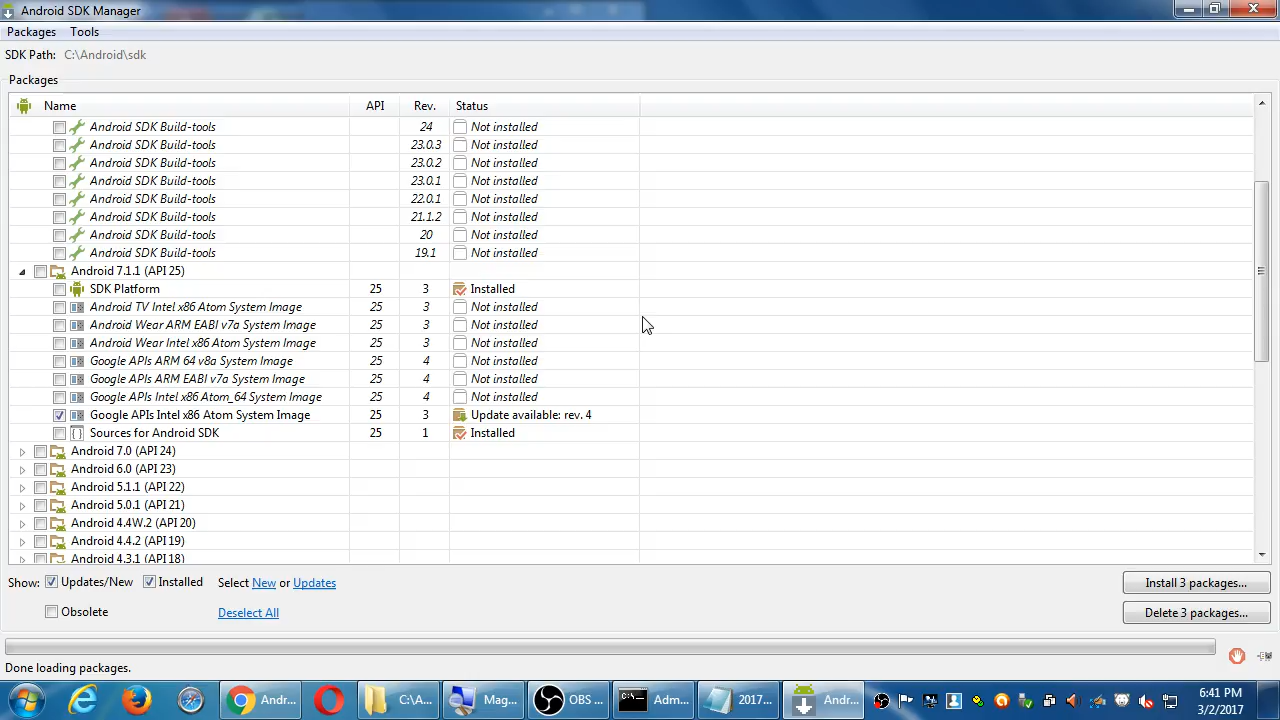 Android SDK Manager
Packages Tools
SDK Path: C:\Android\sdk
Packages
Name API Rev. Status
Android SDK Build-tools 24 Not installed
Android SDK Build-tools 23.0.3 Not installed
Android SDK Build-tools 23.0.2 Not installed
Android SDK Build-tools 23.0.1 Not installed
Android SDK Build-tools 22.0.1 Not installed
Android SDK Build-tools 21.1.2 Not installed
Android SDK Build-tools 20 Not installed
Android SDK Build-tools 19.1 Not installed
Android 7.1.1 (API 25)
SDK Platform 25 3 Installed
Android TV Intel x86 Atom System Image 25 3 Not installed
Android Wear ARM EABI v7a System Image 25 3 Not installed
Android Wear Intel x86 Atom System Image 25 3 Not installed
Google APIs ARM 64 v8a System Image 25 4 Not installed
Google APIs ARM EABI v7a System Image 25 4 Not installed
Google APIs Intel x86 Atom_64 System Image 25 4 Not installed
Google APIs Intel x86 Atom System Image 25 3 Update available: rev. 4
Sources for Android SDK 25 1 Installed
Android 7.0 (API 24)
Android 6.0 (API 23)
Android 5.1.1 (API 22)
Android 5.0.1 (API 21)
Android 4.4W.2 (API 20)
Android 4.4.2 (API 19)
Android 4.3.1 (API 18)
Show: Updates/New Installed Select New or Updates Install 3 packages...
Obsolete Deselect All Delete 3 packages...
Done loading packages.
Andr... C:\A... Mag... OBS ... Adm... 2017... Andr...
6:41 PM
3/2/2017